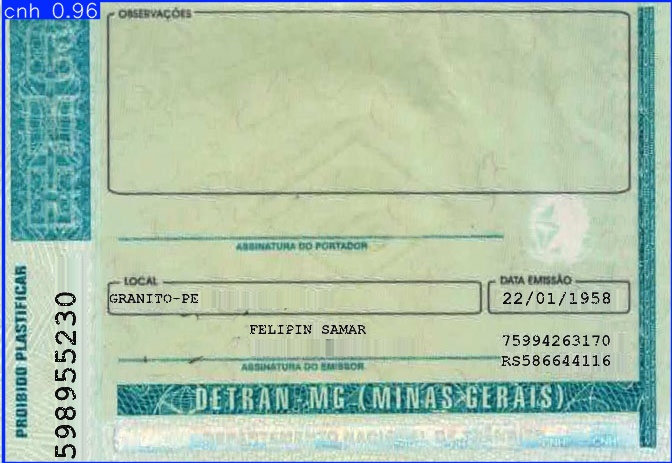 cnh 0.96
OBSERVAÇÕES
ASSINATURA DO PORTADOR
LOCAL
DATA EMISSÃO
GRANITO-PE
22/01/1958
FELIPIN SAMAR
75994263170
RS586644116
ASSINATURA DO EMISSOR
DETRAN-MG (MINAS GERAIS)
PROIBIDO PLASTIFICAR
598955230
CNH